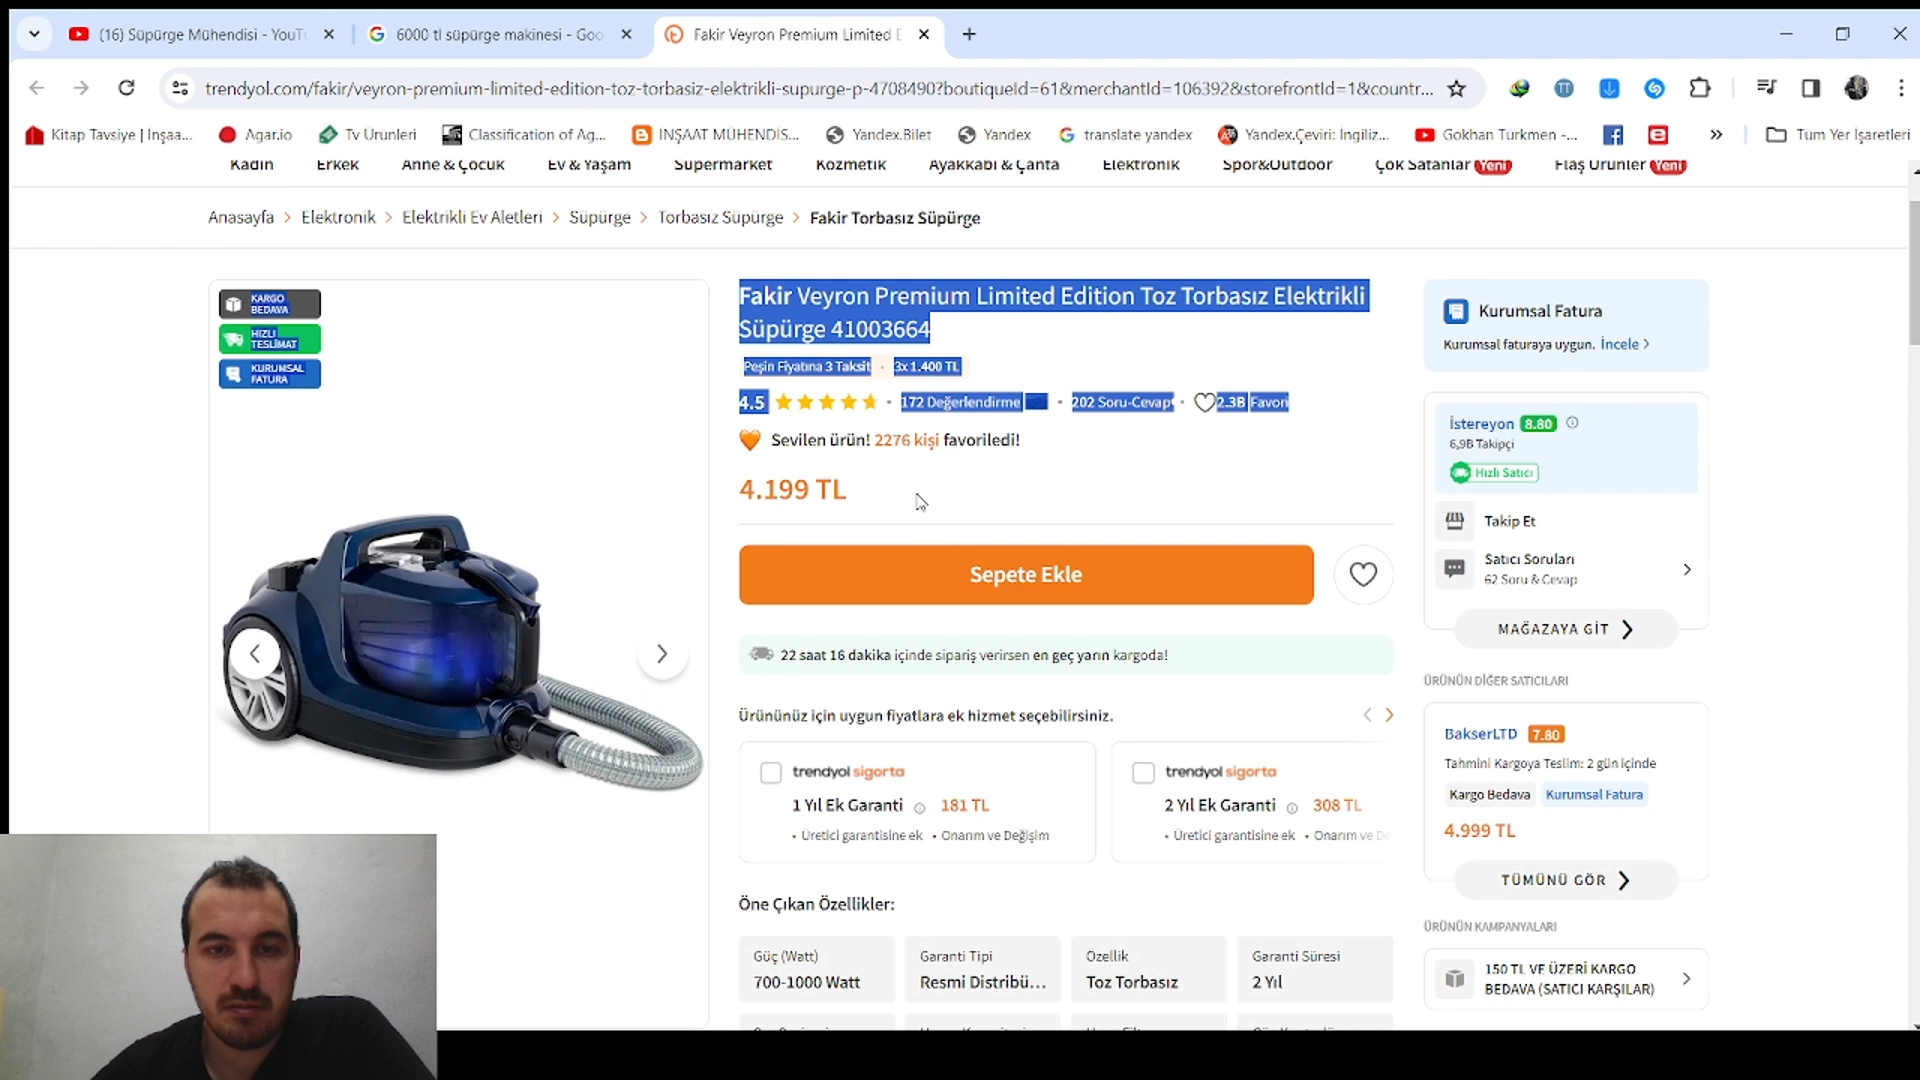 (16) Süpürge Mühendisi - YouTu
6000 tl süpürge makinesi - Goo
Fakir Veyron Premium Limited E
trendyol.com/fakir/veyron-premium-limited-edition-toz-torbasiz-elektrikli-supurge-p-4708490?boutiqueId=61&merchantId=106392&storefrontId=1&countr...
Kitap Tavsiye | Inşaa...
Agar.io
Tv Ürünleri
Classification of Ag...
İNŞAAT MÜHENDİS...
Yandex.Bilet
Yandex
translate yandex
Yandex.Çeviri: İngiliz...
Gökhan Türkmen -...
Tüm Yer İşaretleri
Kadın
Erkek
Anne & Çocuk
Ev & Yaşam
Süpermarket
Kozmetik
Ayakkabı & Çanta
Elektronik
Spor&Outdoor
Çok Satanlar Yeni
Flaş Ürünler Yeni
Anasayfa > Elektronik > Elektrikli Ev Aletleri > Süpürge > Torbasız Süpürge > Fakir Torbasız Süpürge
KARGO
BEDAVA
HIZLI
TESLİMAT
KURUMSAL
FATURA
Fakir Veyron Premium Limited Edition Toz Torbasız Elektrikli
Süpürge 41003664
Peşin Fiyatına 3 Taksit · 3x 1.400 TL
4.5 • 172 Değerlendirme • 202 Soru-Cevap • 2.3B Favori
Sevilen ürün! 2276 kişi favoriledi!
4.199 TL
Sepete Ekle
22 saat 16 dakika içinde sipariş verirsen en geç yarın kargoda!
Ürününüz için uygun fiyatlara ek hizmet seçebilirsiniz.
trendyol sigorta
1 Yıl Ek Garanti 181 TL
• Üretici garantisine ek • Onarım ve Değişim
trendyol sigorta
2 Yıl Ek Garanti 308 TL
• Üretici garantisine ek • Onarım ve De
Öne Çıkan Özellikler:
Güç (Watt)
700-1000 Watt
Garanti Tipi
Resmi Distribü...
Özellik
Toz Torbasız
Garanti Süresi
2 Yıl
Kurumsal Fatura
Kurumsal faturaya uygun. İncele >
İstereyon 8.80
6,9B Takipçi
Hızlı Satıcı
Takip Et
Satıcı Soruları
62 Soru & Cevap
MAĞAZAYA GİT
ÜRÜNÜN DİĞER SATICILARI
BakserLTD 7.80
Tahmini Kargoya Teslim: 2 gün içinde
Kargo Bedava Kurumsal Fatura
4.999 TL
TÜMÜNÜ GÖR
ÜRÜNÜN KAMPANYALARI
150 TL VE ÜZERİ KARGO
BEDAVA (SATICI KARŞILAR)